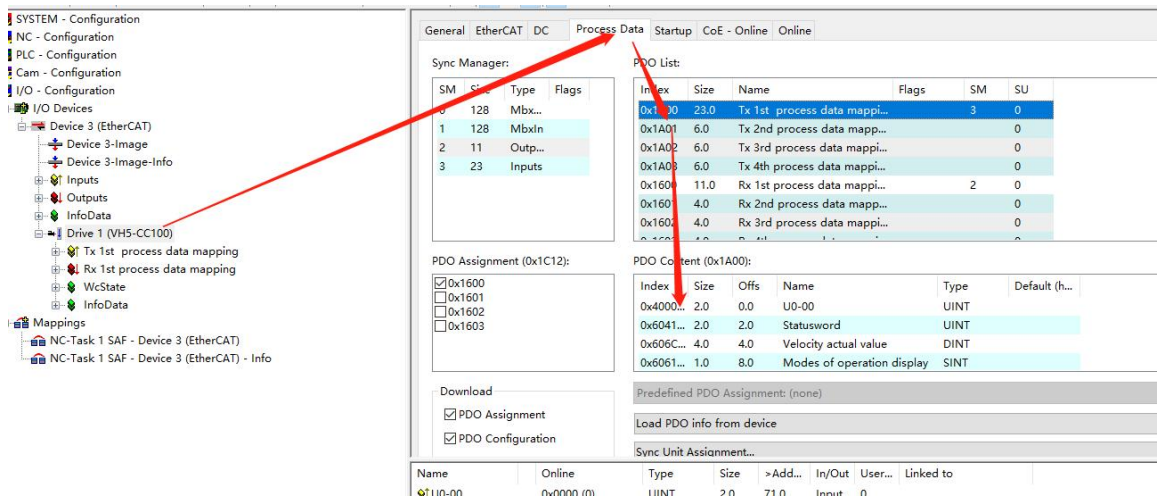 SYSTEM - Configuration
NC - Configuration
PLC - Configuration
Cam - Configuration
I/O - Configuration
I/O Devices
Device 3 (EtherCAT)
Device 3-Image
Device 3-Image-Info
Inputs
Outputs
InfoData
Drive 1 (VH5-CC100)
Tx 1st process data mapping
Rx 1st process data mapping
WcState
InfoData
Mappings
NC-Task 1 SAF - Device 3 (EtherCAT)
NC-Task 1 SAF - Device 3 (EtherCAT) - Info
General EtherCAT DC Process Data Startup CoE - Online Online
Sync Manager:
SM Size Type Flags
0 128 Mbx...
1 128 MbxIn
2 11 Outp...
3 23 Inputs
PDO List:
Index Size Name Flags SM SU
0x1A00 23.0 Tx 1st process data mappi... 3 0
0x1A01 6.0 Tx 2nd process data mapp... 0
0x1A02 6.0 Tx 3rd process data mapp... 0
0x1A03 6.0 Tx 4th process data mapp... 0
0x1600 11.0 Rx 1st process data mappi... 2 0
0x1601 4.0 Rx 2nd process data mapp... 0
0x1602 4.0 Rx 3rd process data mapp... 0
PDO Assignment (0x1C12):
0x1600
0x1601
0x1602
0x1603
PDO Content (0x1A00):
Index Size Offs Name Type Default (h...
0x4000... 2.0 0.0 U0-00 UINT
0x6041... 2.0 2.0 Statusword UINT
0x606C... 4.0 4.0 Velocity actual value DINT
0x6061... 1.0 8.0 Modes of operation display SINT
Download
PDO Assignment
PDO Configuration
Predefined PDO Assignment: (none)
Load PDO info from device
Sync Unit Assignment...
Name Online Type Size >Add... In/Out User... Linked to
U0-00 0x0000 (0) UINT 2.0 71.0 Input 0